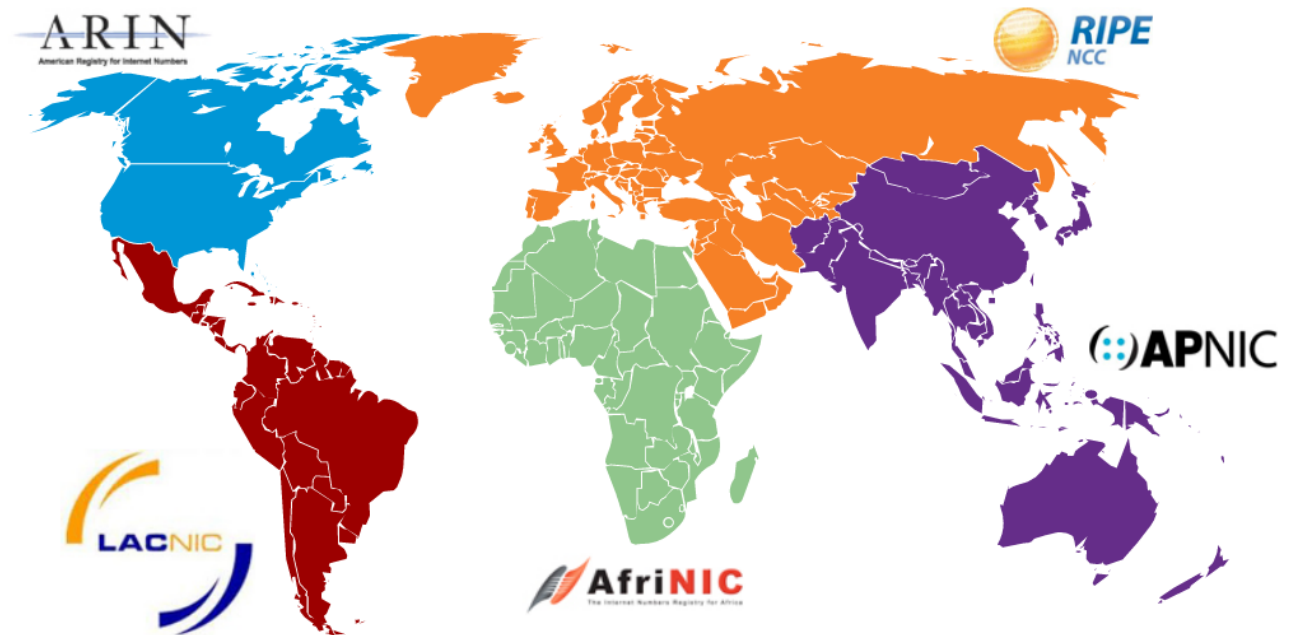 ARIN
American Registry for Internet Numbers
RIPE
NCC
APNIC
LACNIC
AfriNIC
The Internet Numbers Registry for Africa